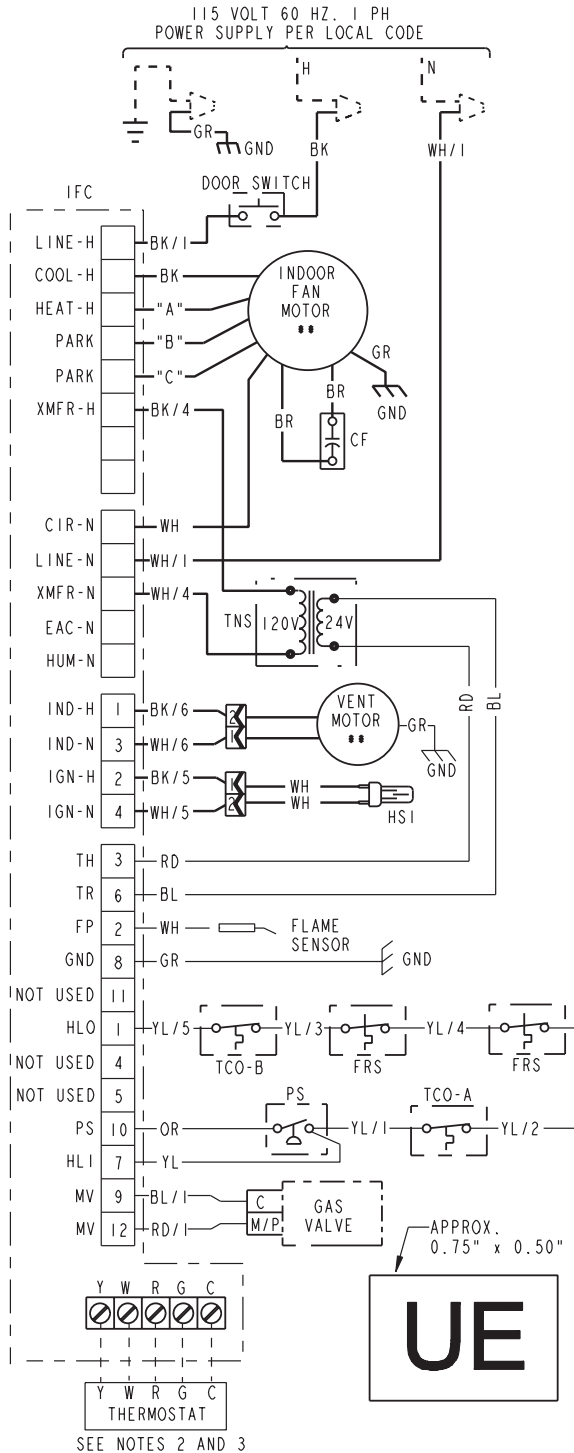 115 VOLT 60 HZ. 1 PH
POWER SUPPLY PER LOCAL CODE
H
N
GR
GND
BK
WH/1
DOOR SWITCH
IFC
LINE-H
BK/1
COOL-H
BK
INDOOR
FAN
MOTOR
**
HEAT-H
"A"
PARK
"B"
GR
PARK
"C"
GND
XMFR-H
BK/4
BR
BR
CF
CIR-N
WH
LINE-N
WH/1
XMFR-N
WH/4
TNS
120V
24V
EAC-N
HUM-N
RD
BL
IND-H
1
BK/6
2
VENT
MOTOR
**
GR
GND
IND-N
3
WH/6
1
IGN-H
2
BK/5
1
WH
IGN-N
4
WH/5
2
WH
HSI
TH
3
RD
TR
6
BL
FP
2
WH
FLAME
SENSOR
GND
8
GR
GND
NOT USED
11
HLO
1
YL/5
YL/3
YL/4
TCO-B
FRS
FRS
NOT USED
4
NOT USED
5
PS
TCO-A
PS
10
OR
YL/1
YL/2
HLI
7
YL
MV
9
BL/1
C
GAS
VALVE
MV
12
RD/1
M/P
APPROX.
0.75" x 0.50"
UE
Y W R G C
Y W R G C
THERMOSTAT
SEE NOTES 2 AND 3